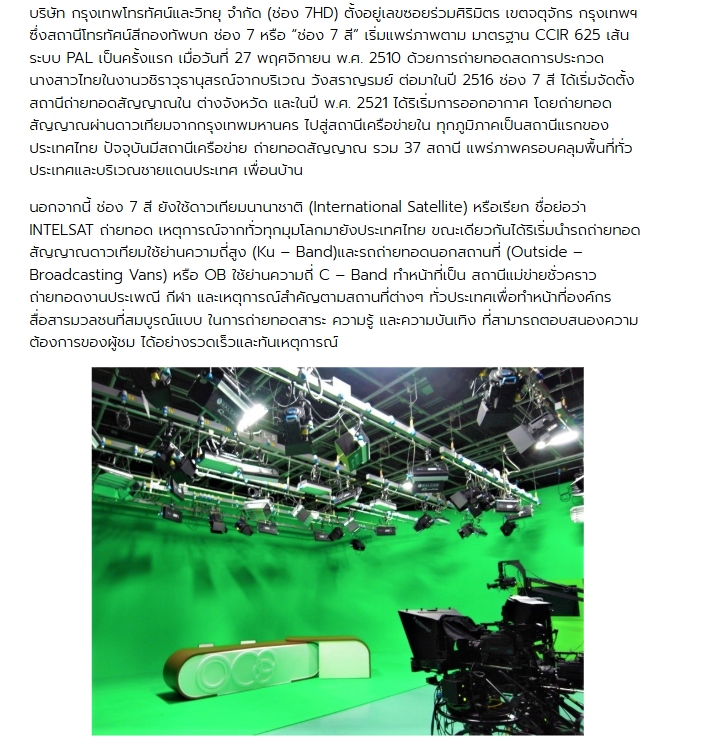 บริษัท กรุงเทพโทรทัศน์และวิทยุ จำกัด (ช่อง 7HD) ตั้งอยู่เลขซอยร่วมศิริมิตร เขตจตุจักร กรุงเทพฯ
ซึ่งสถานีโทรทัศน์สีกองทัพบก ช่อง 7 หรือ “ช่อง 7 สี” เริ่มแพร่ภาพตาม มาตรฐาน CCIR 625 เส้น
ระบบ PAL เป็นครั้งแรก เมื่อวันที่ 27 พฤศจิกายน พ.ศ. 2510 ด้วยการถ่ายทอดสดการประกวด
นางสาวไทยในงานวชิราวุธานุสรณ์จากบริเวณ วังสราญรมย์ ต่อมาในปี 2516 ช่อง 7 สี ได้เริ่มจัดตั้ง
สถานีถ่ายทอดสัญญาณใน ต่างจังหวัด และในปี พ.ศ. 2521 ได้ริเริ่มการออกอากาศ โดยถ่ายทอด
สัญญาณผ่านดาวเทียมจากกรุงเทพมหานคร ไปสู่สถานีเครือข่ายใน ทุกภูมิภาคเป็นสถานีแรกของ
ประเทศไทย ปัจจุบันมีสถานีเครือข่าย ถ่ายทอดสัญญาณ รวม 37 สถานี แพร่ภาพครอบคลุมพื้นที่ทั่ว
ประเทศและบริเวณชายแดนประเทศ เพื่อนบ้าน
นอกจากนี้ ช่อง 7 สี ยังใช้ดาวเทียมนานาชาติ (International Satellite) หรือเรียก ชื่อย่อว่า
INTELSAT ถ่ายทอด เหตุการณ์จากทั่วทุกมุมโลกมายังประเทศไทย ขณะเดียวกันได้ริเริ่มนำรถถ่ายทอด
สัญญาณดาวเทียมใช้ย่านความถี่สูง (Ku – Band)และรถถ่ายทอดนอกสถานที่ (Outside –
Broadcasting Vans) หรือ OB ใช้ย่านความถี่ C – Band ทำหน้าที่เป็น สถานีแม่ข่ายชั่วคราว
ถ่ายทอดงานประเพณี กีฬา และเหตุการณ์สำคัญตามสถานที่ต่างๆ ทั่วประเทศเพื่อทำหน้าที่องค์กร
สื่อสารมวลชนที่สมบูรณ์แบบ ในการถ่ายทอดสาระ ความรู้ และความบันเทิง ที่สามารถตอบสนองความ
ต้องการของผู้ชม ได้อย่างรวดเร็วและทันเหตุการณ์